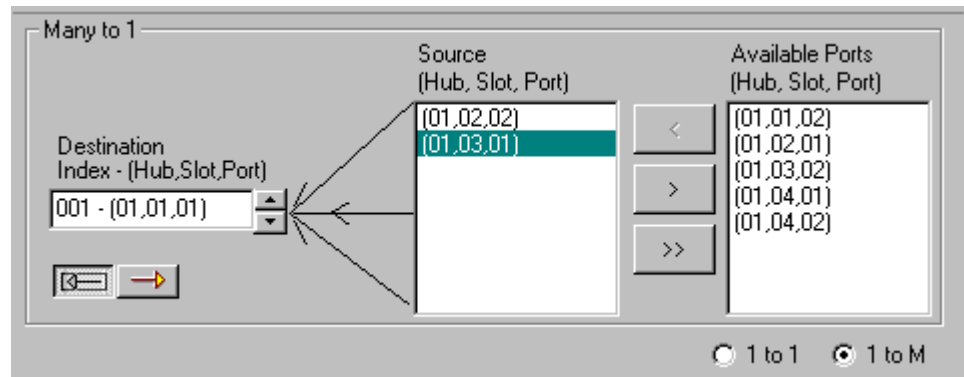 Many to 1
Source
(Hub, Slot, Port)
Available Ports
(Hub, Slot, Port)
Destination
Index - (Hub,Slot,Port)
001 - (01,01,01)
(01,02,02)
(01,03,01)
<
>
>>
(01,01,02)
(01,02,01)
(01,03,02)
(01,04,01)
(01,04,02)
1 to 1
1 to M